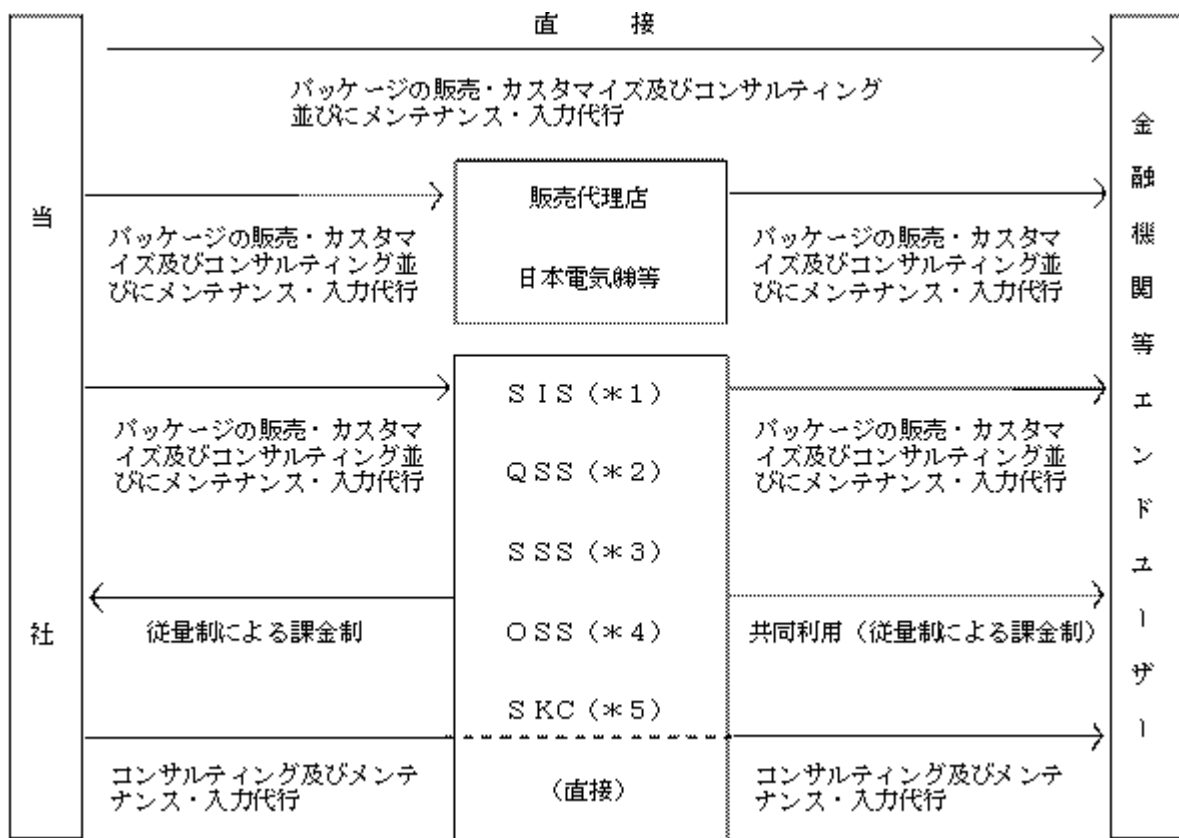 直 接
パッケージの販売・カスタマイズ及びコンサルティング
並びにメンテナンス・入力代行
当社
金融機関等エンドユーザー
販売代理店
日本電気㈱等
パッケージの販売・カスタマ
イズ及びコンサルティング並
びにメンテナンス・入力代行
パッケージの販売・カスタマ
イズ及びコンサルティング並
びにメンテナンス・入力代行
ＳＩＳ（＊１）
ＱＳＳ（＊２）
ＳＳＳ（＊３）
ＯＳＳ（＊４）
ＳＫＣ（＊５）
（直接）
パッケージの販売・カスタマ
イズ及びコンサルティング並
びにメンテナンス・入力代行
パッケージの販売・カスタマ
イズ及びコンサルティング並
びにメンテナンス・入力代行
従量制による課金制
共同利用（従量制による課金制）
コンサルティング及びメンテ
ナンス・入力代行
コンサルティング及びメンテ
ナンス・入力代行